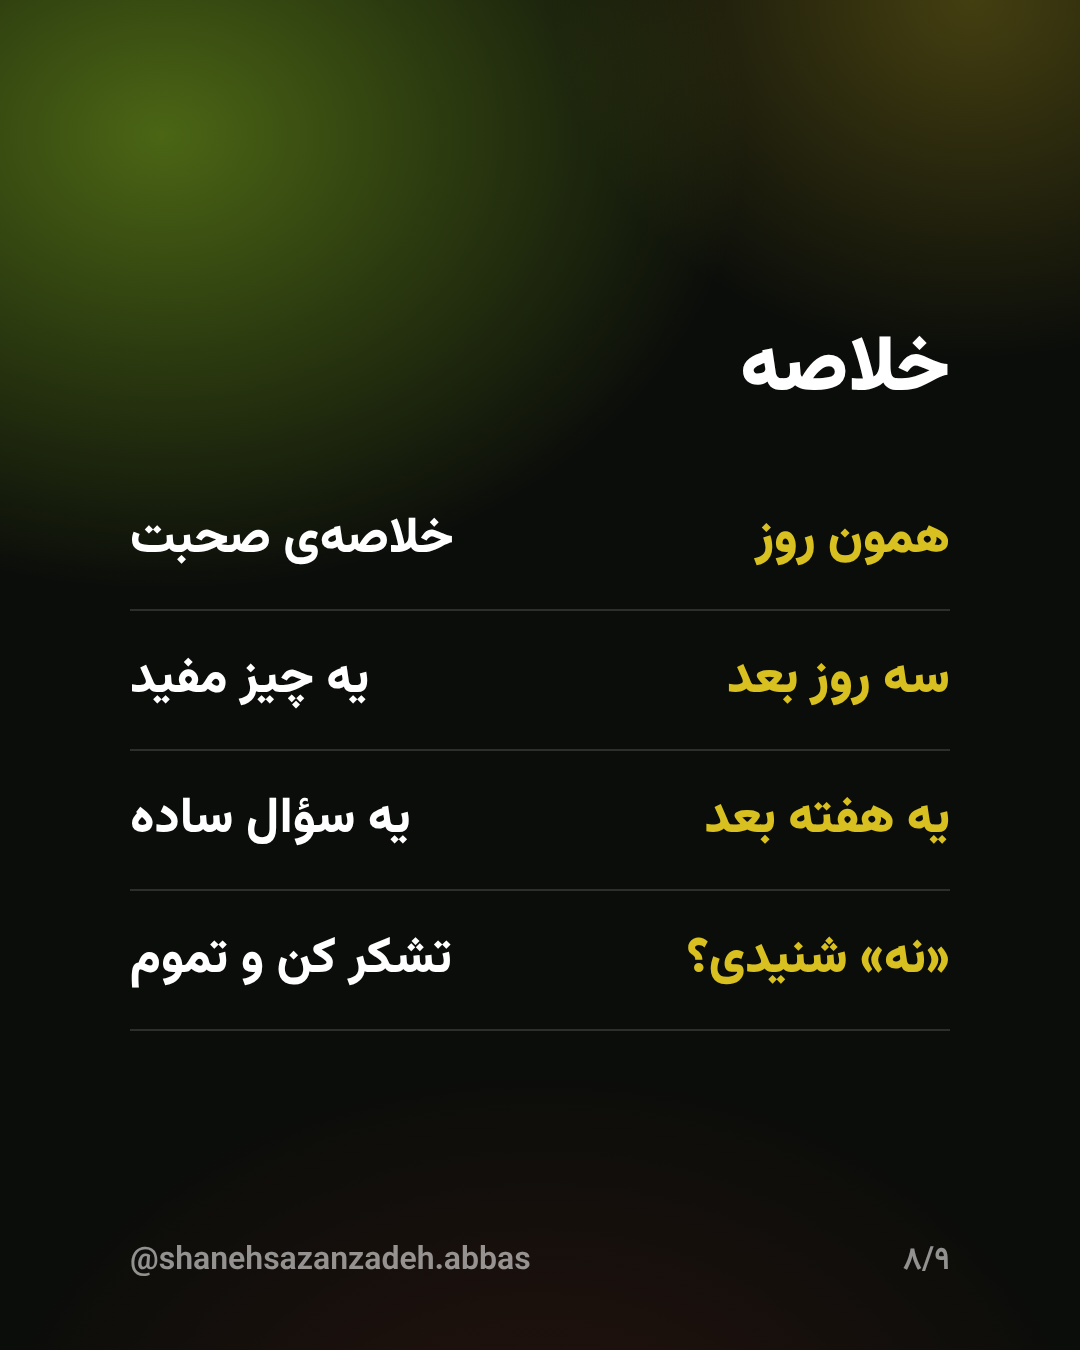 خلاصه
همون روز خلاصه‌ی صحبت
سه روز بعد یه چیز مفید
یه هفته بعد یه سؤال ساده
«نه» شنیدی؟ تشکر کن و تموم
@shanehsazanzadeh.abbas ۸/۹